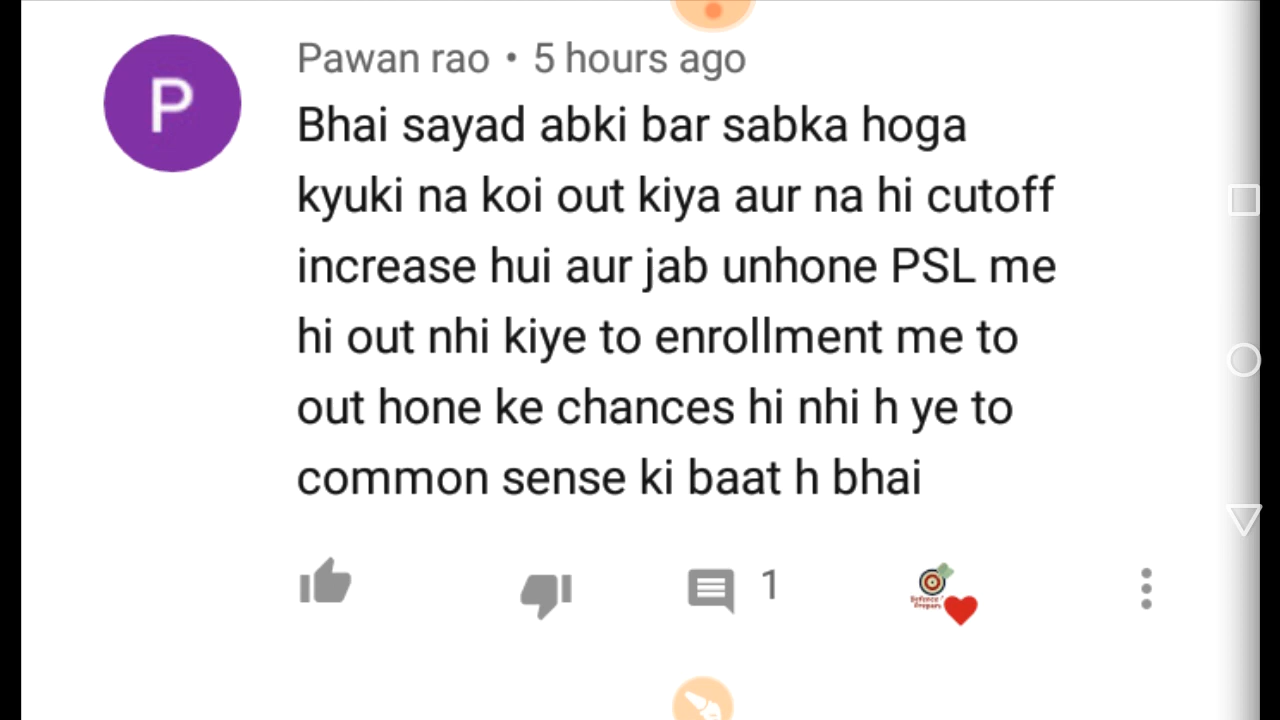 P
Pawan rao • 5 hours ago
Bhai sayad abki bar sabka hoga
kyuki na koi out kiya aur na hi cutoff
increase hui aur jab unhone PSL me
hi out nhi kiye to enrollment me to
out hone ke chances hi nhi h ye to
common sense ki baat h bhai
1
Defence
Prepare